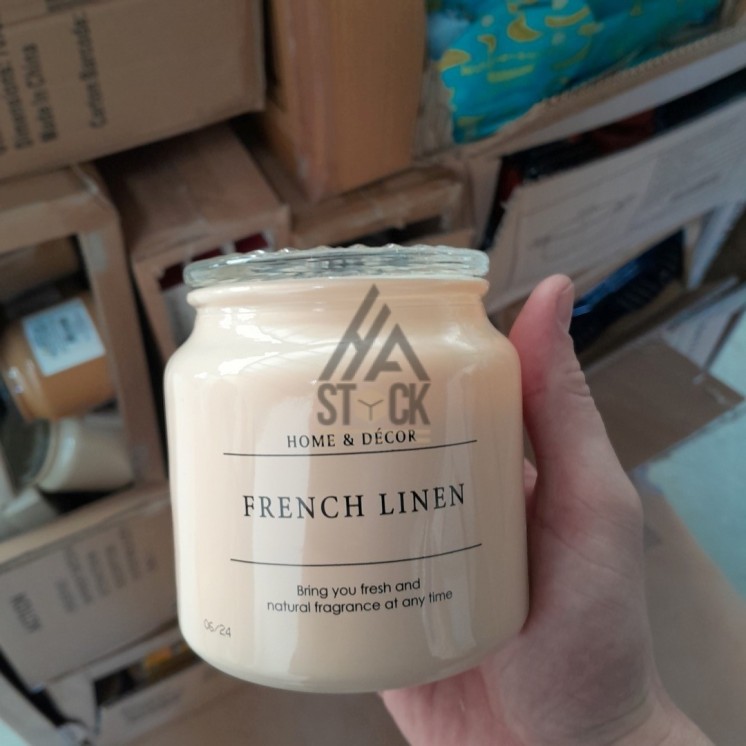 Made in China
Carton Barcode:
STYCK
HOME & DÉCOR
FRENCH LINEN
Bring you fresh and
natural fragrance at any time
06/24